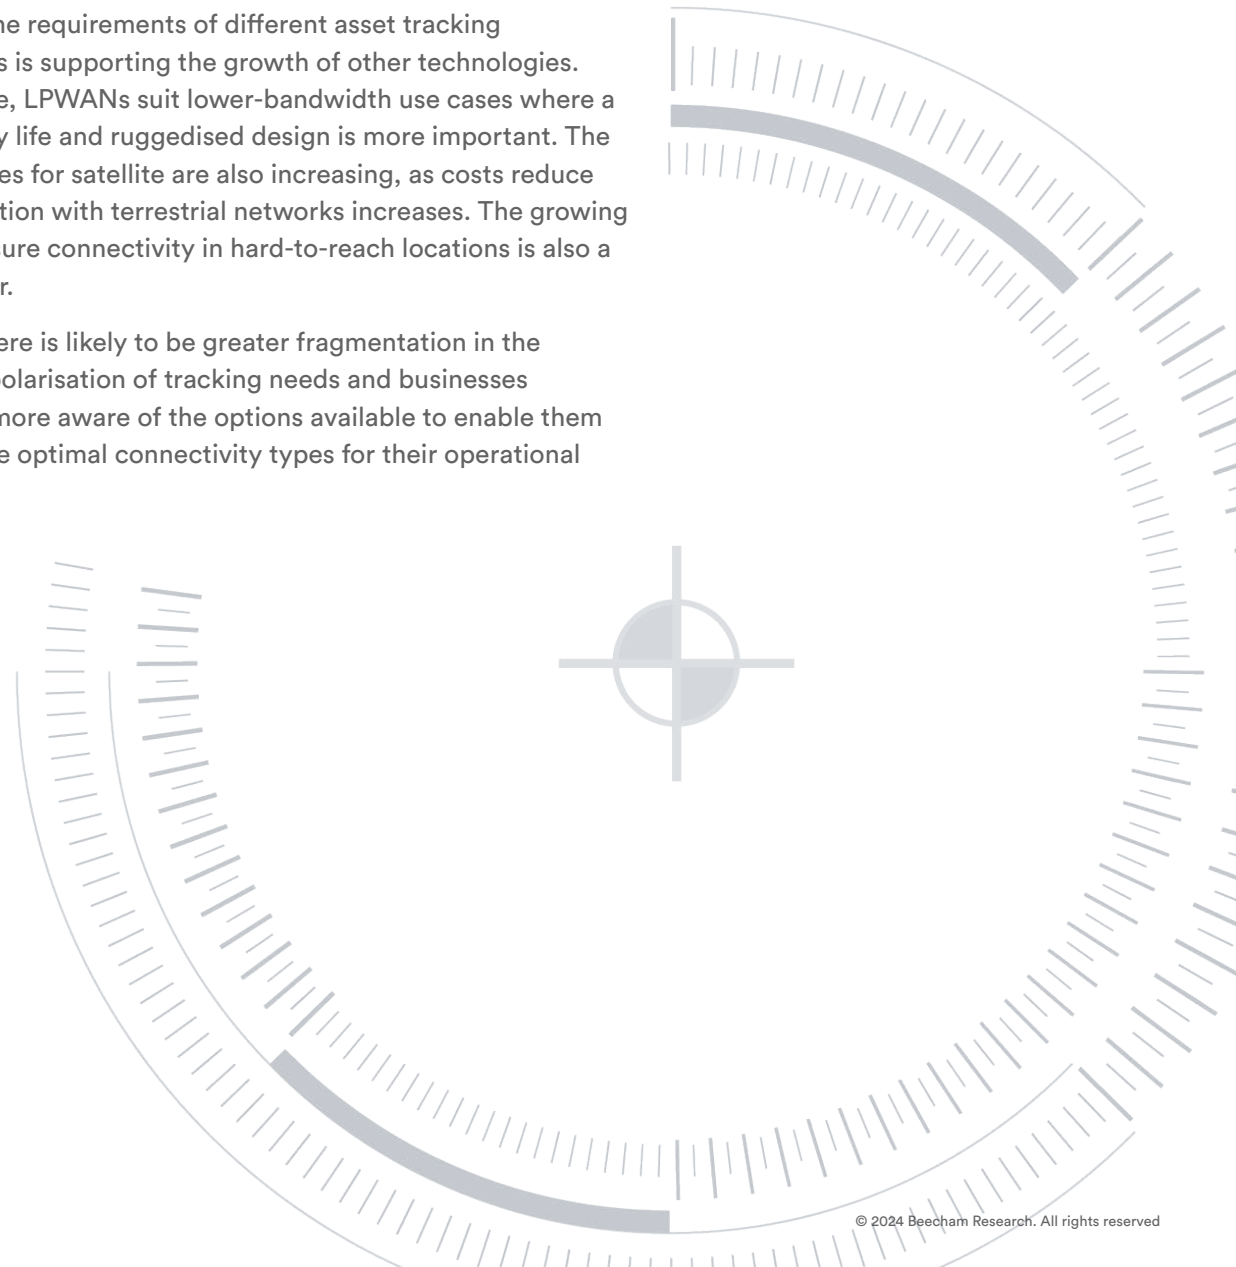 he requirements of different asset tracking
s is supporting the growth of other technologies.
e, LPWANs suit lower-bandwidth use cases where a
y life and ruggedised design is more important. The
es for satellite are also increasing, as costs reduce
tion with terrestrial networks increases. The growing
sure connectivity in hard-to-reach locations is also a
r.
ere is likely to be greater fragmentation in the
polarisation of tracking needs and businesses
more aware of the options available to enable them
e optimal connectivity types for their operational
© 2024 Beecham Research. All rights reserved